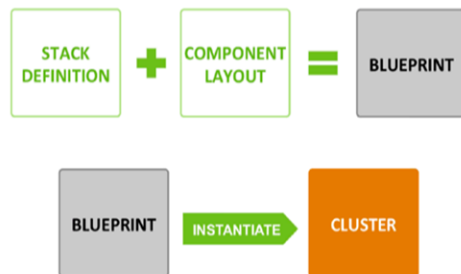 STACK
DEFINITION
+
COMPONENT
LAYOUT
=
BLUEPRINT
BLUEPRINT
INSTANTIATE
CLUSTER